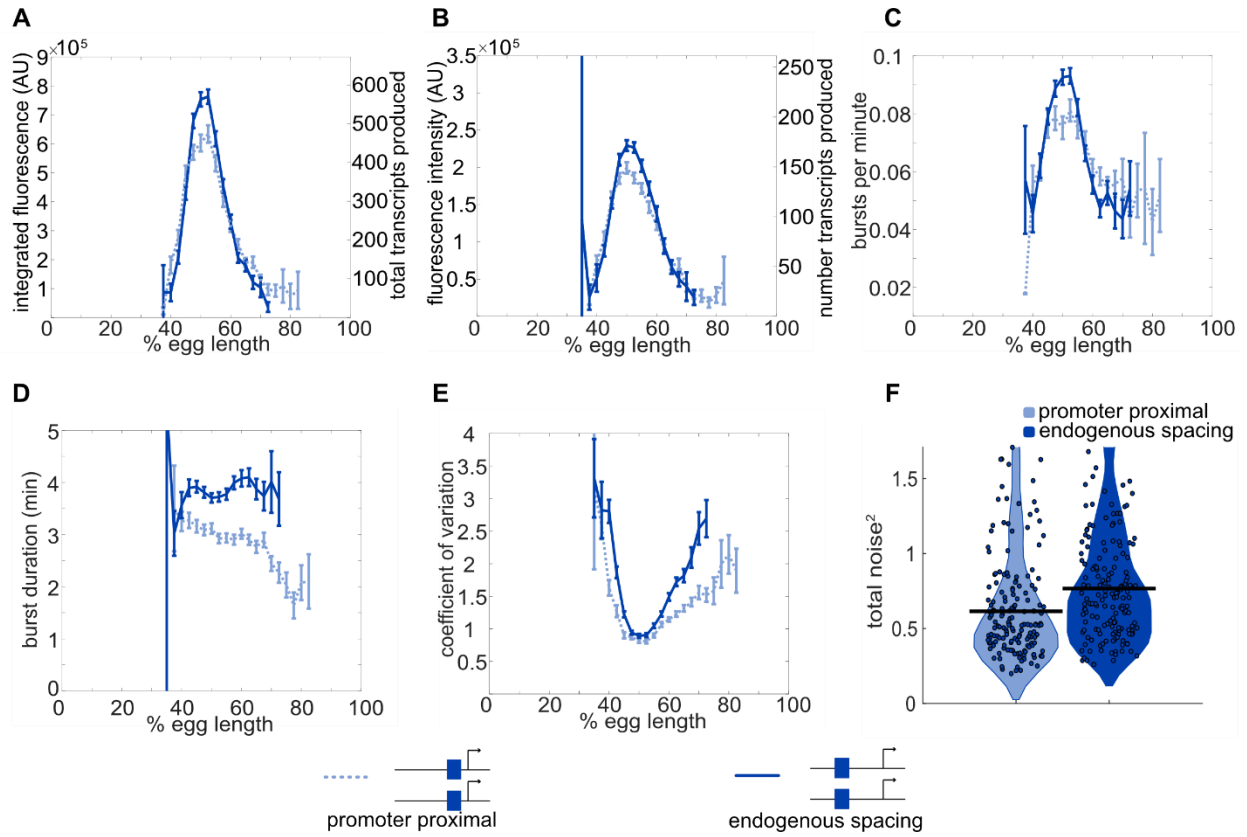 A
×10⁵
integrated fluorescence (AU)
9
8
7
6
5
4
3
2
1
600
500
400
300
200
100
total transcripts produced
0 20 40 60 80 100
% egg length
B
×10⁵
fluorescence intensity (AU)
3.5
3
2.5
2
1.5
1
0.5
250
200
150
100
50
number transcripts produced
0 20 40 60 80 100
% egg length
C
bursts per minute
0.1
0.08
0.06
0.04
0.02
0 20 40 60 80 100
% egg length
D
burst duration (min)
5
4
3
2
1
0
0 20 40 60 80 100
% egg length
E
coefficient of variation
4
3.5
3
2.5
2
1.5
1
0.5
0 20 40 60 80 100
% egg length
F
promoter proximal
endogenous spacing
total noise²
1.5
1
0.5
0
promoter proximal
endogenous spacing